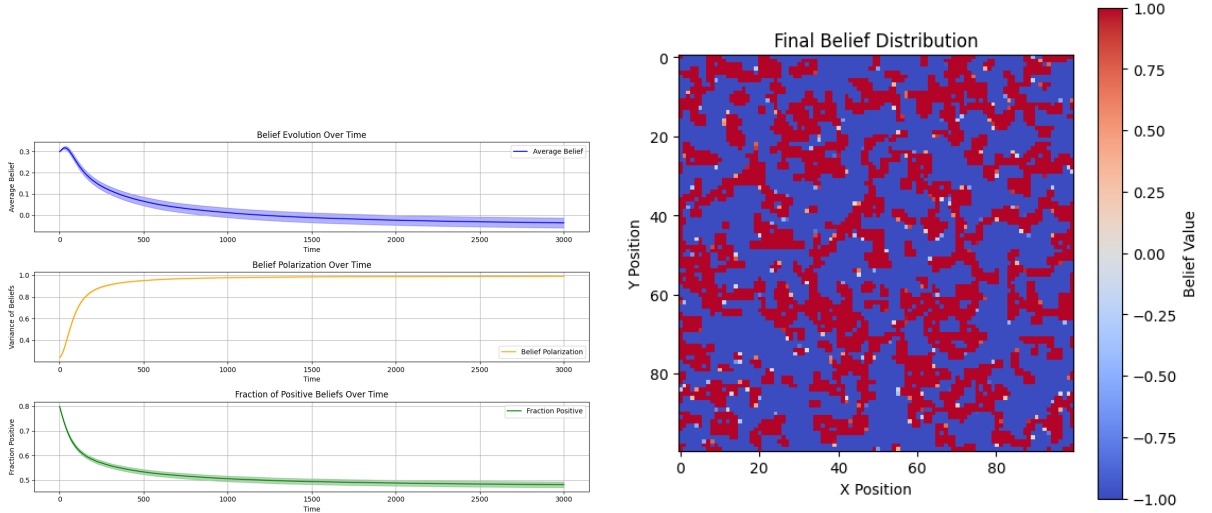 Belief Evolution Over Time
Average Belief
0.3
0.2
0.1
0.0
Average Belief
0 500 1000 1500 2000 2500 3000
Time
Belief Polarization Over Time
Variance of Beliefs
1.0
0.8
0.6
0.4
Belief Polarization
0 500 1000 1500 2000 2500 3000
Time
Fraction of Positive Beliefs Over Time
Fraction Positive
0.8
0.7
0.6
0.5
Fraction Positive
0 500 1000 1500 2000 2500 3000
Time
Final Belief Distribution
Y Position
0
20
40
60
80
0 20 40 60 80
X Position
1.00
0.75
0.50
0.25
0.00
−0.25
−0.50
−0.75
−1.00
Belief Value